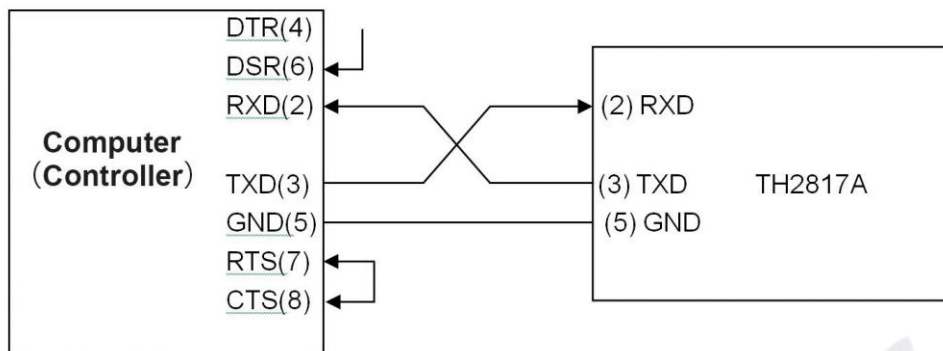 DTR(4)
DSR(6)
RXD(2)
Computer
(Controller)
TXD(3)
GND(5)
RTS(7)
CTS(8)
(2) RXD
(3) TXD
TH2817A
(5) GND